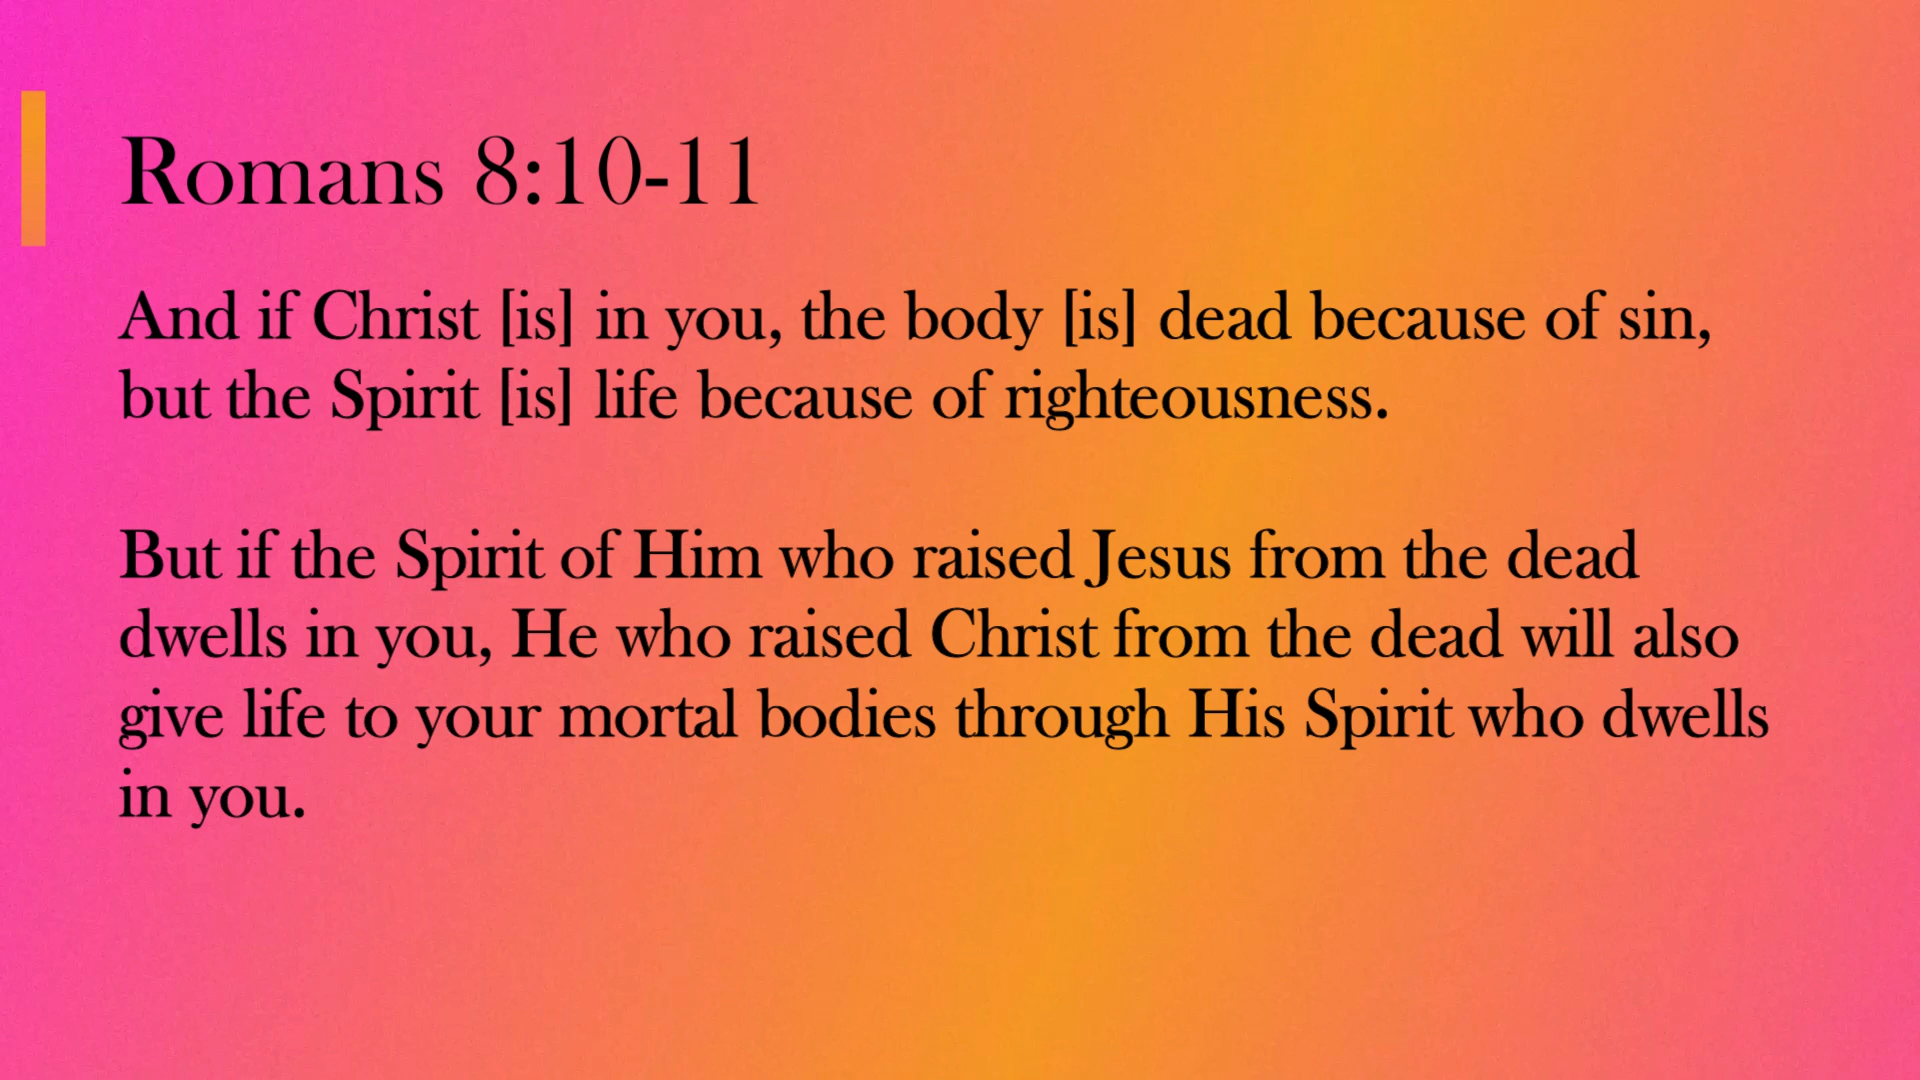 Romans 8:10-11
And if Christ [is] in you, the body [is] dead because of sin,
but the Spirit [is] life because of righteousness.
But if the Spirit of Him who raised Jesus from the dead
dwells in you, He who raised Christ from the dead will also
give life to your mortal bodies through His Spirit who dwells
in you.